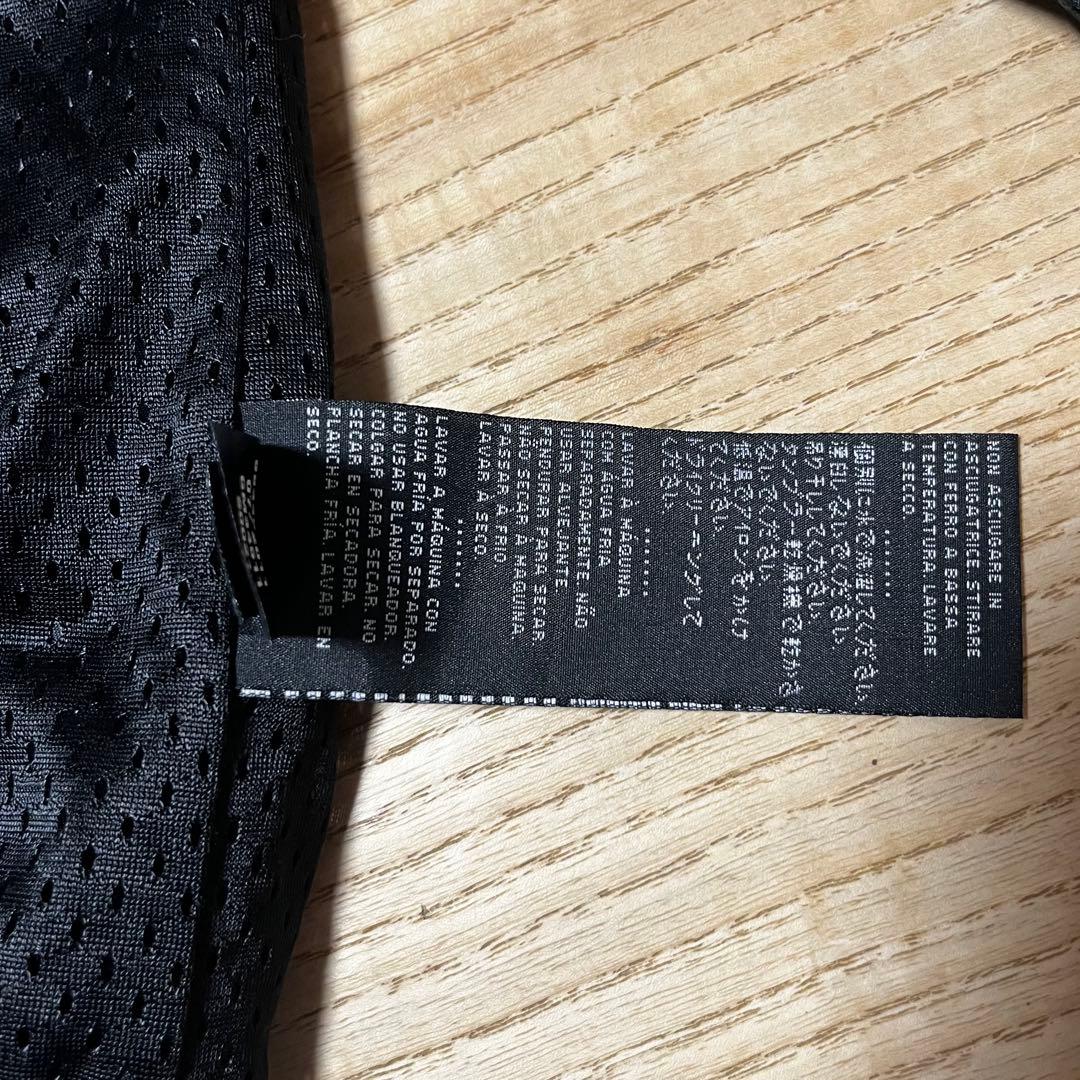 NON ASCIUGARE IN
ASCIUGATRICE. STIRARE
CON FERRO A BASSA
TEMPERATURA. LAVARE
A SECO
......
個別に水で処理してください。
漂白しないでください。
吊り干ししてください。
タンブラー乾燥機で乾かさ
ないでください。
低温でアイロンをかけ
てください。
ドライクリーニングして
ください。
......
LAVAR À MÁQUINA
COM ÁGUA FRIA
SEPARADAMENTE. NÃO
USAR ALVEJANTE.
PENDURAR PARA SECAR
NÃO SECAR A MÁQUINA
PASSAR A FRIO
LAVAR A SECO
......
LAVAR A MÁQUINA CON
AGUA FRÍA POR SEPARADO.
NO USAR BLANQUEADOR.
COLGAR PARA SECAR. NO
SECAR EN SECADORA.
PLANCHA FRIA. LAVAR EN
SECO.